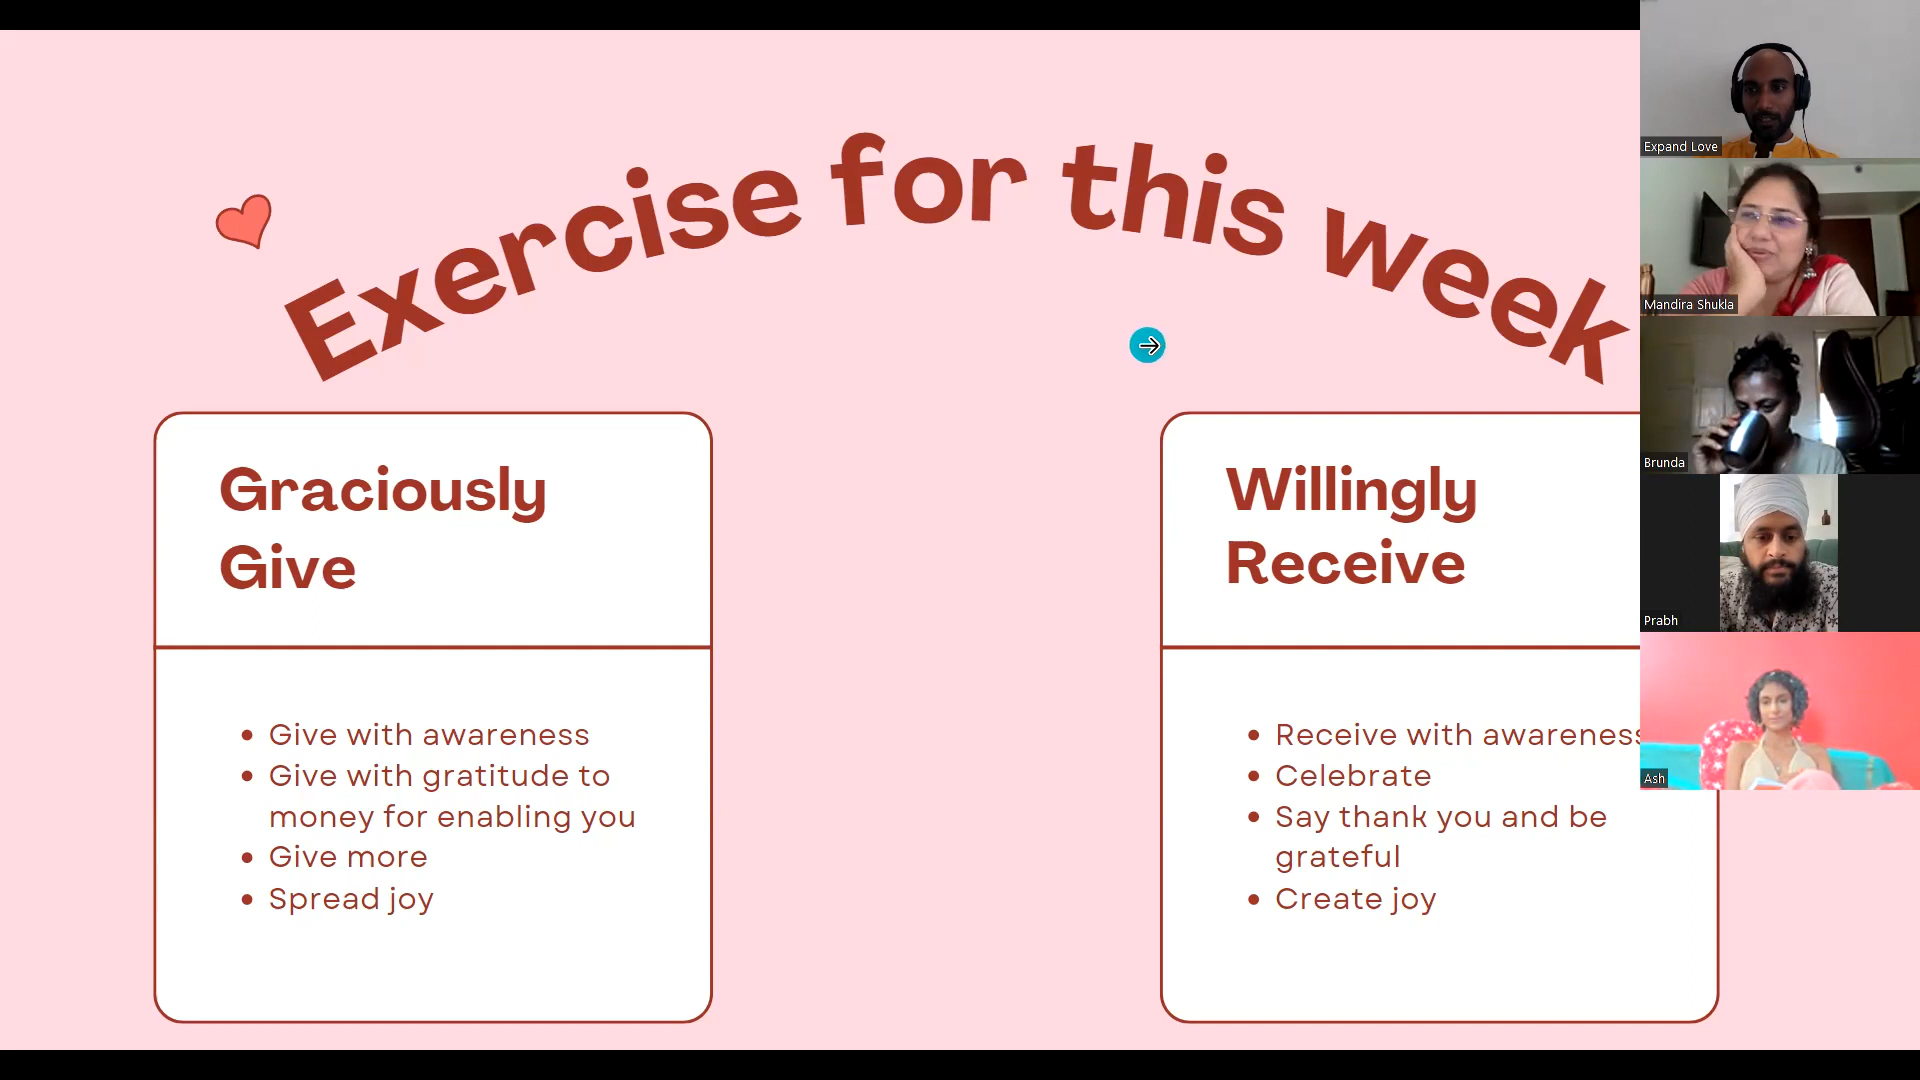 Exercise for this week
Graciously
Give
Give with awareness
Give with gratitude to
money for enabling you
Give more
Spread joy
Willingly
Receive
Receive with awareness
Celebrate
Say thank you and be
grateful
Create joy
Expand Love
Mandira Shukla
Brunda
Prabh
Ash